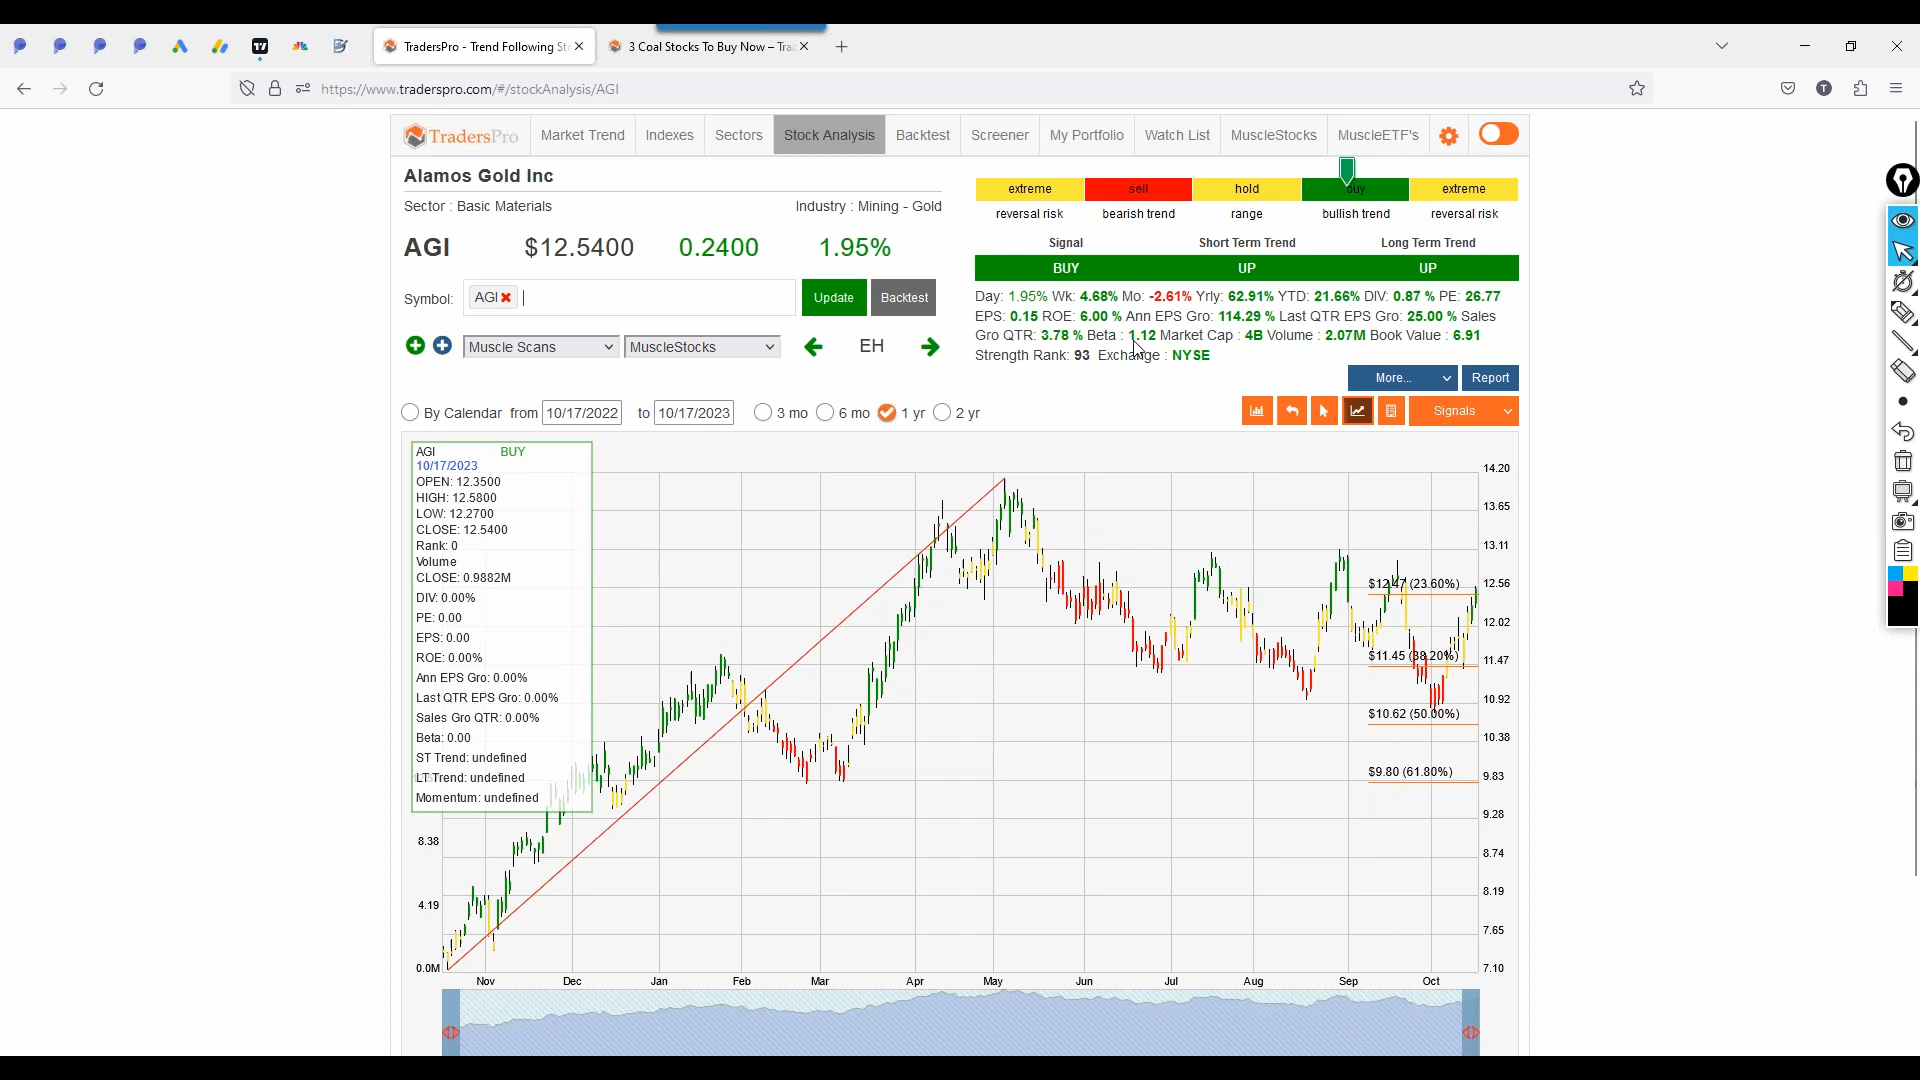 TradersPro - Trend Following St
3 Coal Stocks To Buy Now – Trad
https://www.traderspro.com/#/stockAnalysis/AGI
TradersPro
Market Trend
Indexes
Sectors
Stock Analysis
Backtest
Screener
My Portfolio
Watch List
MuscleStocks
MuscleETF's
Alamos Gold Inc
Sector : Basic Materials
Industry : Mining - Gold
AGI $12.5400 0.2400 1.95%
Symbol: AGI
Update
Backtest
Muscle Scans
MuscleStocks
EH
extreme sell hold buy extreme
reversal risk bearish trend range bullish trend reversal risk
Signal Short Term Trend Long Term Trend
BUY UP UP
Day: 1.95% Wk: 4.68% Mo: -2.61% Yrly: 62.91% YTD: 21.66% DIV: 0.87 % PE: 26.77
EPS: 0.15 ROE: 6.00 % Ann EPS Gro: 114.29 % Last QTR EPS Gro: 25.00 % Sales
Gro QTR: 3.78 % Beta : 1.12 Market Cap : 4B Volume : 2.07M Book Value : 6.91
Strength Rank: 93 Exchange : NYSE
More...
Report
By Calendar from 10/17/2022 to 10/17/2023 3 mo 6 mo 1 yr 2 yr
Signals
AGI BUY
10/17/2023
OPEN: 12.3500
HIGH: 12.5800
LOW: 12.2700
CLOSE: 12.5400
Rank: 0
Volume
CLOSE: 0.9882M
DIV: 0.00%
PE: 0.00
EPS: 0.00
ROE: 0.00%
Ann EPS Gro: 0.00%
Last QTR EPS Gro: 0.00%
Sales Gro QTR: 0.00%
Beta: 0.00
ST Trend: undefined
LT Trend: undefined
Momentum: undefined
8.38
4.19
0.0M
$12.47 (23.60%)
$11.45 (38.20%)
$10.62 (50.00%)
$9.80 (61.80%)
14.20
13.65
13.11
12.56
12.02
11.47
10.92
10.38
9.83
9.28
8.74
8.19
7.65
7.10
Nov Dec Jan Feb Mar Apr May Jun Jul Aug Sep Oct